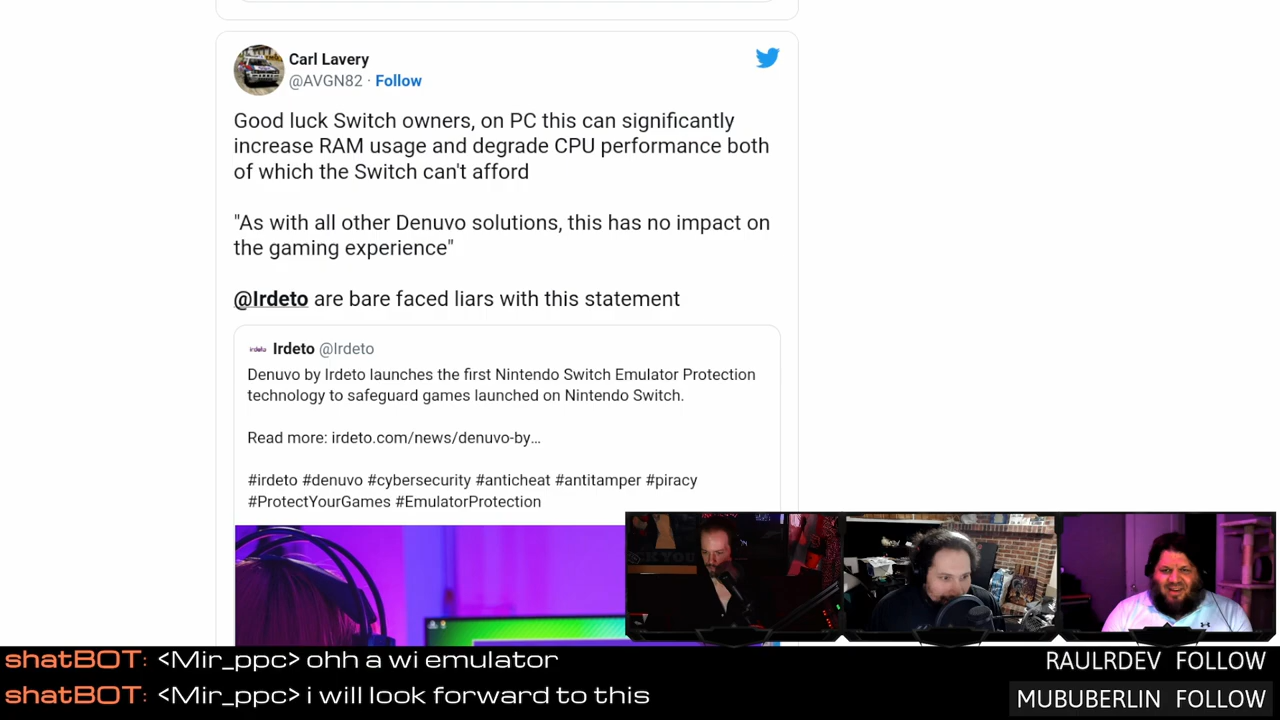 Carl Lavery
@AVGN82 · Follow
Good luck Switch owners, on PC this can significantly
increase RAM usage and degrade CPU performance both
of which the Switch can't afford
"As with all other Denuvo solutions, this has no impact on
the gaming experience"
@Irdeto are bare faced liars with this statement
irdeto Irdeto @Irdeto
Denuvo by Irdeto launches the first Nintendo Switch Emulator Protection
technology to safeguard games launched on Nintendo Switch.
Read more: irdeto.com/news/denuvo-by…
#irdeto #denuvo #cybersecurity #anticheat #antitamper #piracy
#ProtectYourGames #EmulatorProtection
shatBOT: <Mir_ppc> ohh a wi emulator
shatBOT: <Mir_ppc> i will look forward to this
RAULRDEV FOLLOW
MUBUBERLIN FOLLOW